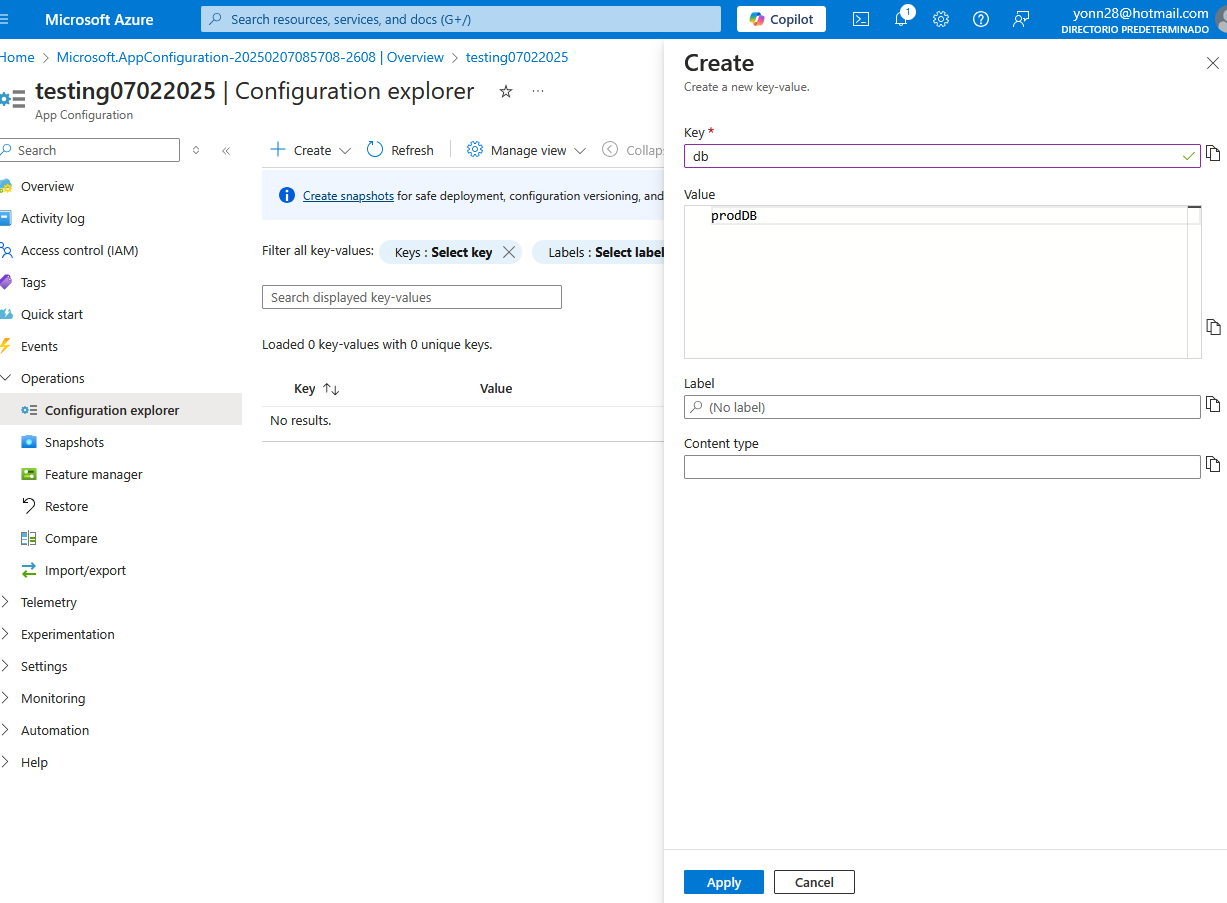 Microsoft Azure
Search resources, services, and docs (G+/)
Copilot
1
yonn28@hotmail.com
DIRECTORIO PREDETERMINADO
Home > Microsoft.AppConfiguration-20250207085708-2608 | Overview > testing07022025
testing07022025 | Configuration explorer
App Configuration
Search
Create
Refresh
Manage view
Collap
Create snapshots for safe deployment, configuration versioning, and
Filter all key-values:
Keys : Select key
Labels : Select label
Search displayed key-values
Loaded 0 key-values with 0 unique keys.
Key
Value
No results.
Overview
Activity log
Access control (IAM)
Tags
Quick start
Events
Operations
Configuration explorer
Snapshots
Feature manager
Restore
Compare
Import/export
Telemetry
Experimentation
Settings
Monitoring
Automation
Help
Create
Create a new key-value.
Key *
db
Value
prodDB
Label
(No label)
Content type
Apply
Cancel